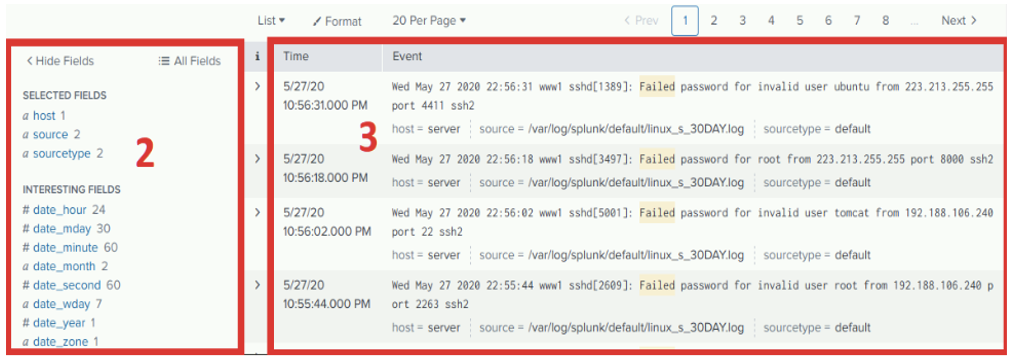 List ▾ Format 20 Per Page ▾ < Prev 1 2 3 4 5 6 7 8 ... Next >
< Hide Fields All Fields
SELECTED FIELDS
a host 1
a source 2
a sourcetype 2
INTERESTING FIELDS
# date_hour 24
# date_mday 30
# date_minute 60
a date_month 2
# date_second 60
a date_wday 7
# date_year 1
a date_zone 1
2
i Time Event
> 5/27/20
10:56:31.000 PM
Wed May 27 2020 22:56:31 www1 sshd[1389]: Failed password for invalid user ubuntu from 223.213.255.255
port 4411 ssh2
host = server source = /var/log/splunk/default/linux_s_30DAY.log sourcetype = default
3
> 5/27/20
10:56:18.000 PM
Wed May 27 2020 22:56:18 www1 sshd[3497]: Failed password for root from 223.213.255.255 port 8000 ssh2
host = server source = /var/log/splunk/default/linux_s_30DAY.log sourcetype = default
> 5/27/20
10:56:02.000 PM
Wed May 27 2020 22:56:02 www1 sshd[5001]: Failed password for invalid user tomcat from 192.188.106.240
port 22 ssh2
host = server source = /var/log/splunk/default/linux_s_30DAY.log sourcetype = default
> 5/27/20
10:55:44.000 PM
Wed May 27 2020 22:55:44 www1 sshd[2609]: Failed password for invalid user root from 192.188.106.240 p
ort 2263 ssh2
host = server source = /var/log/splunk/default/linux_s_30DAY.log sourcetype = default